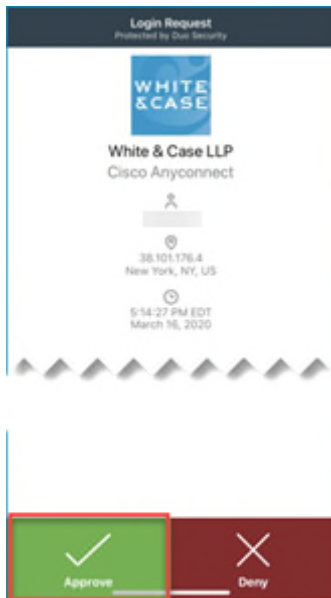 Login Request
Protected by Duo Security
WHITE
& CASE
White & Case LLP
Cisco Anyconnect
38.101.176.4
New York, NY, US
5:14:27 PM EDT
March 16, 2020
Approve
Deny